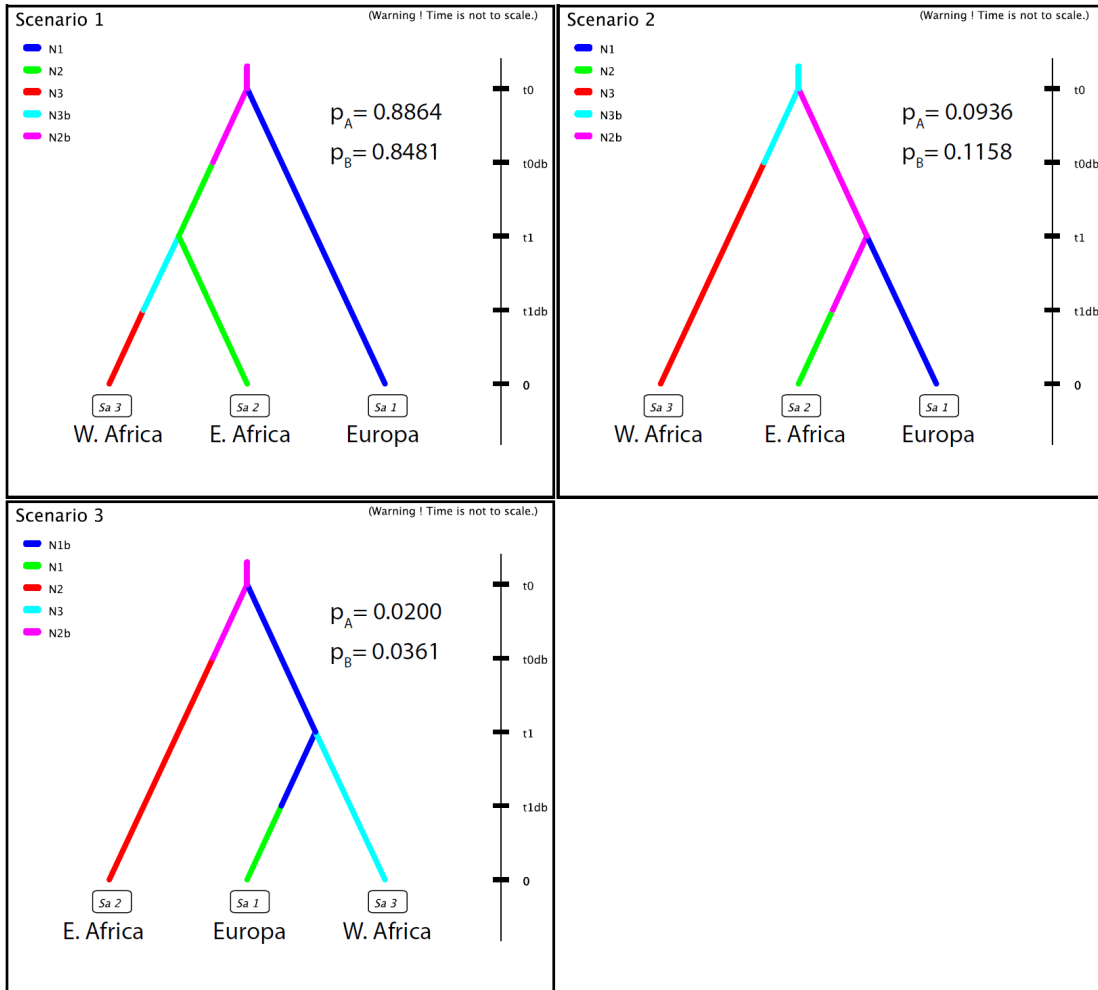 Scenario 1
(Warning ! Time is not to scale.)
N1
N2
N3
N3b
N2b
pA= 0.8864
pB= 0.8481
t0
t0db
t1
t1db
0
Sa 3
Sa 2
Sa 1
W. Africa
E. Africa
Europa
Scenario 2
(Warning ! Time is not to scale.)
N1
N2
N3
N3b
N2b
pA= 0.0936
pB= 0.1158
t0
t0db
t1
t1db
0
Sa 3
Sa 2
Sa 1
W. Africa
E. Africa
Europa
Scenario 3
(Warning ! Time is not to scale.)
N1b
N1
N2
N3
N2b
pA= 0.0200
pB= 0.0361
t0
t0db
t1
t1db
0
Sa 2
Sa 1
Sa 3
E. Africa
Europa
W. Africa